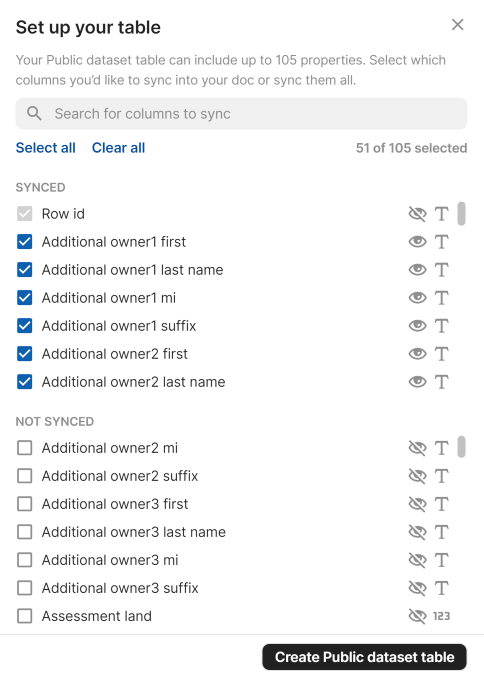 Set up your table
Your Public dataset table can include up to 105 properties. Select which
columns you’d like to sync into your doc or sync them all.
Search for columns to sync
Select all Clear all 51 of 105 selected
SYNCED
Row id T
Additional owner1 first T
Additional owner1 last name T
Additional owner1 mi T
Additional owner1 suffix T
Additional owner2 first T
Additional owner2 last name T
NOT SYNCED
Additional owner2 mi T
Additional owner2 suffix T
Additional owner3 first T
Additional owner3 last name T
Additional owner3 mi T
Additional owner3 suffix T
Assessment land 123
Create Public dataset table